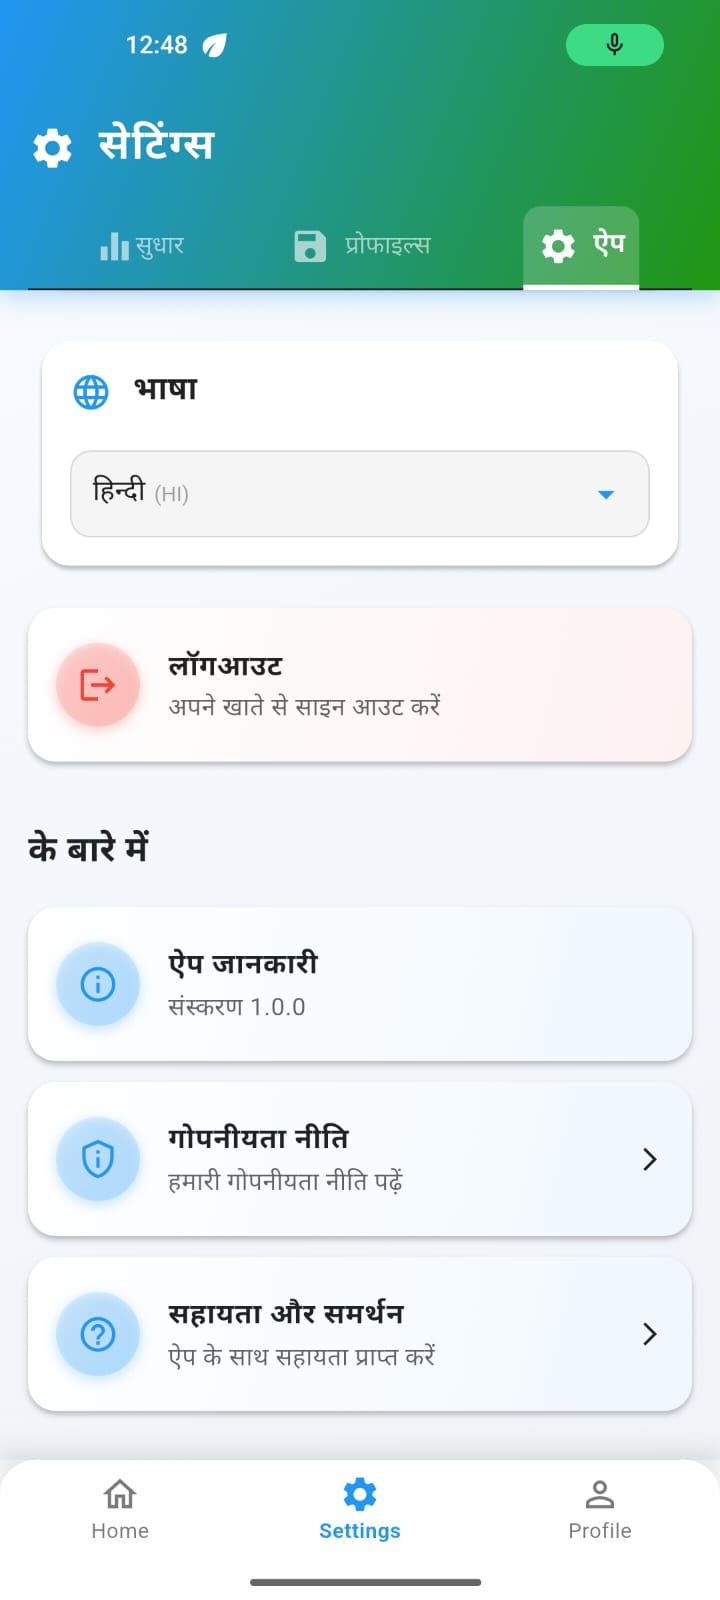 12:48
सेटिंग्स
सुधार
प्रोफाइल्स
ऐप
भाषा
हिन्दी (HI)
लॉगआउट
अपने खाते से साइन आउट करें
के बारे में
ऐप जानकारी
संस्करण 1.0.0
गोपनीयता नीति
हमारी गोपनीयता नीति पढ़ें
सहायता और समर्थन
ऐप के साथ सहायता प्राप्त करें
Home
Settings
Profile